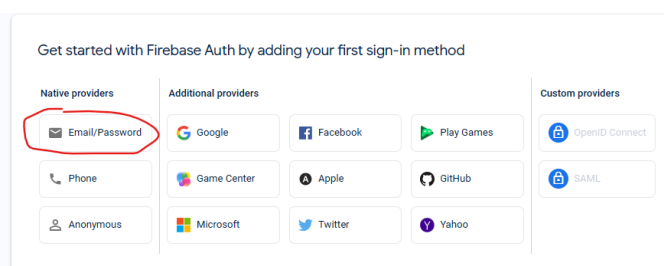 Get started with Firebase Auth by adding your first sign-in method
Native providers
Additional providers
Custom providers
Email/Password
Google
Facebook
Play Games
OpenID Connect
Phone
Game Center
Apple
GitHub
SAML
Anonymous
Microsoft
Twitter
Yahoo